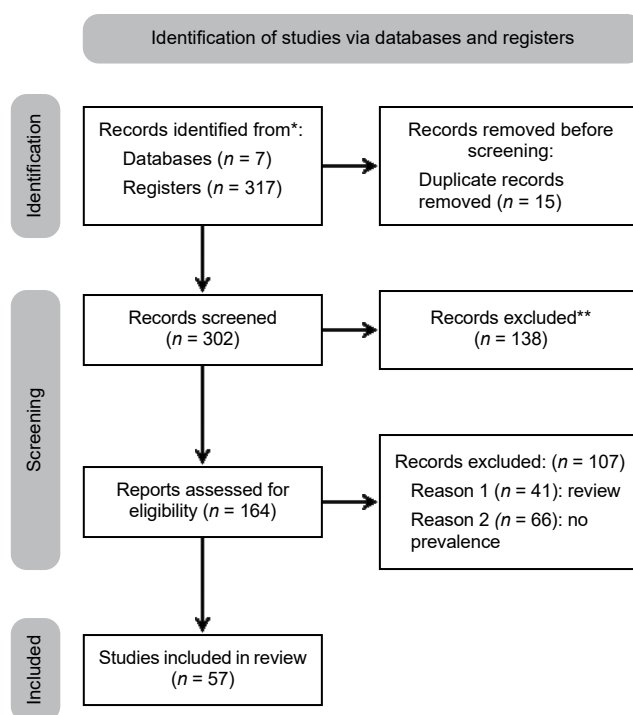 Identification of studies via databases and registers
Identification
Records identified from*:
Databases (n = 7)
Registers (n = 317)
Records removed before
screening:
Duplicate records
removed (n = 15)
Screening
Records screened
(n = 302)
Records excluded**
(n = 138)
Reports assessed for
eligibility (n = 164)
Records excluded: (n = 107)
Reason 1 (n = 41): review
Reason 2 (n = 66): no
prevalence
Included
Studies included in review
(n = 57)